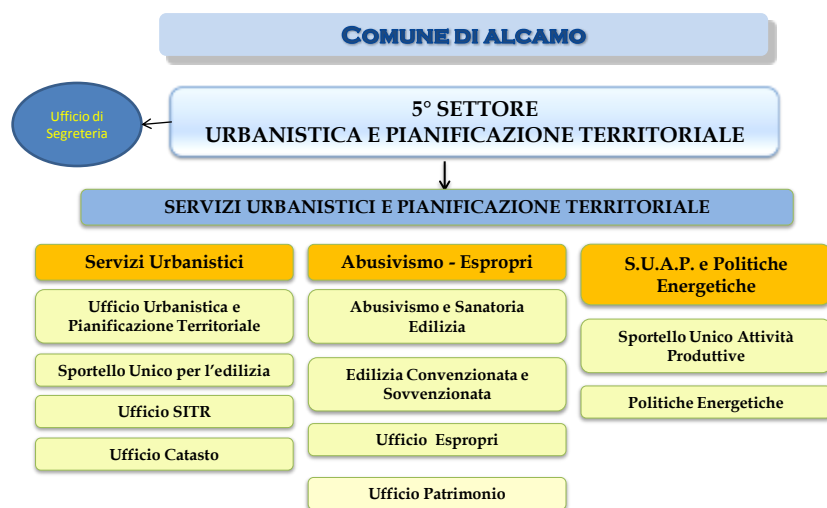 COMUNE DI ALCAMO
Ufficio di
Segreteria
5° SETTORE
URBANISTICA E PIANIFICAZIONE TERRITORIALE
SERVIZI URBANISTICI E PIANIFICAZIONE TERRITORIALE
Servizi Urbanistici
Ufficio Urbanistica e
Pianificazione Territoriale
Sportello Unico per l’edilizia
Ufficio SITR
Ufficio Catasto
Abusivismo - Espropri
Abusivismo e Sanatoria
Edilizia
Edilizia Convenzionata e
Sovvenzionata
Ufficio Espropri
Ufficio Patrimonio
S.U.A.P. e Politiche
Energetiche
Sportello Unico Attività
Produttive
Politiche Energetiche